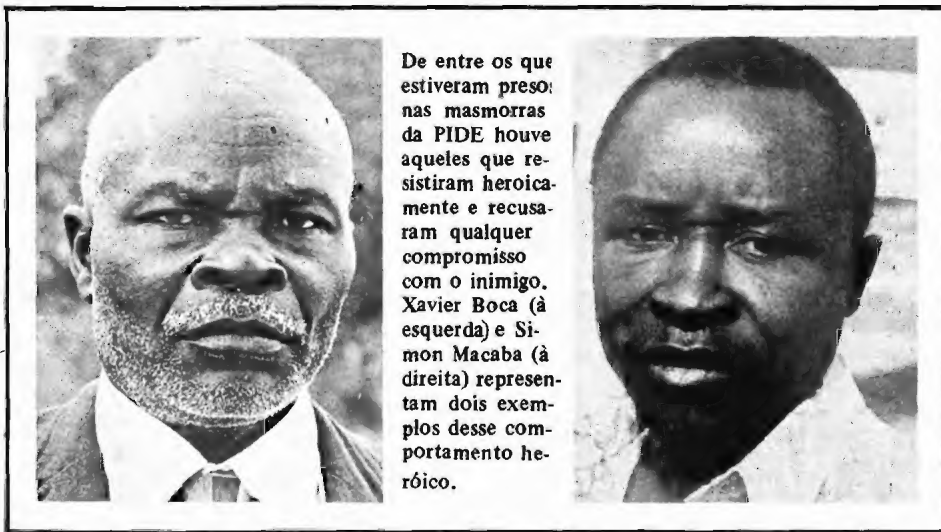 De entre os que
estiveram presos
nas masmorras
da PIDE houve
aqueles que re-
sistiram heroica-
mente e recusa-
ram qualquer
compromisso
com o inimigo.
Xavier Boca (à
esquerda) e Si-
mon Macaba (à
direita) represen-
tam dois exem-
plos desse com-
portamento he-
róico.